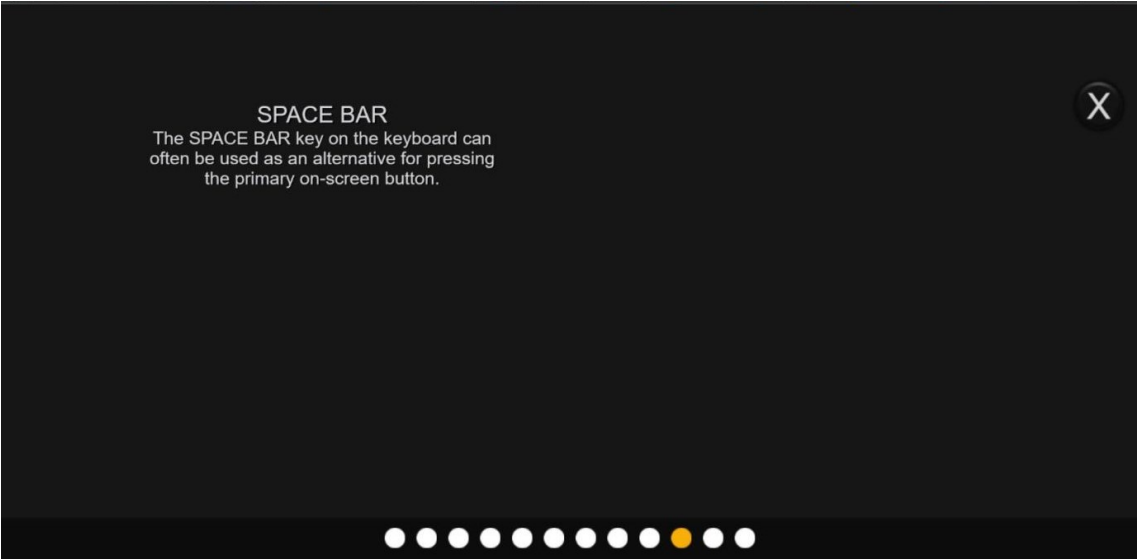 SPACE BAR
The SPACE BAR key on the keyboard can
often be used as an alternative for pressing
the primary on-screen button.
X